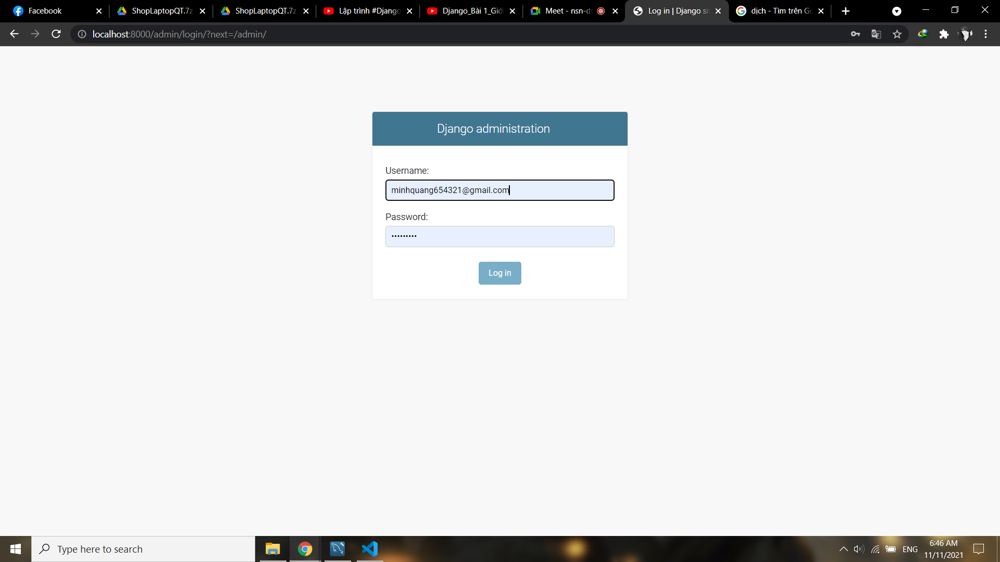 Facebook
ShopLaptopQT.7z
ShopLaptopQT.7z
Lập trình #Django
Django_Bài 1_Giới
Meet - nsn-d
Log in | Django si
dịch - Tìm trên Go
localhost:8000/admin/login/?next=/admin/
Django administration
Username:
minhquang654321@gmail.com
Password:
•••••••••
Log in
Type here to search
ENG
6:46 AM
11/11/2021